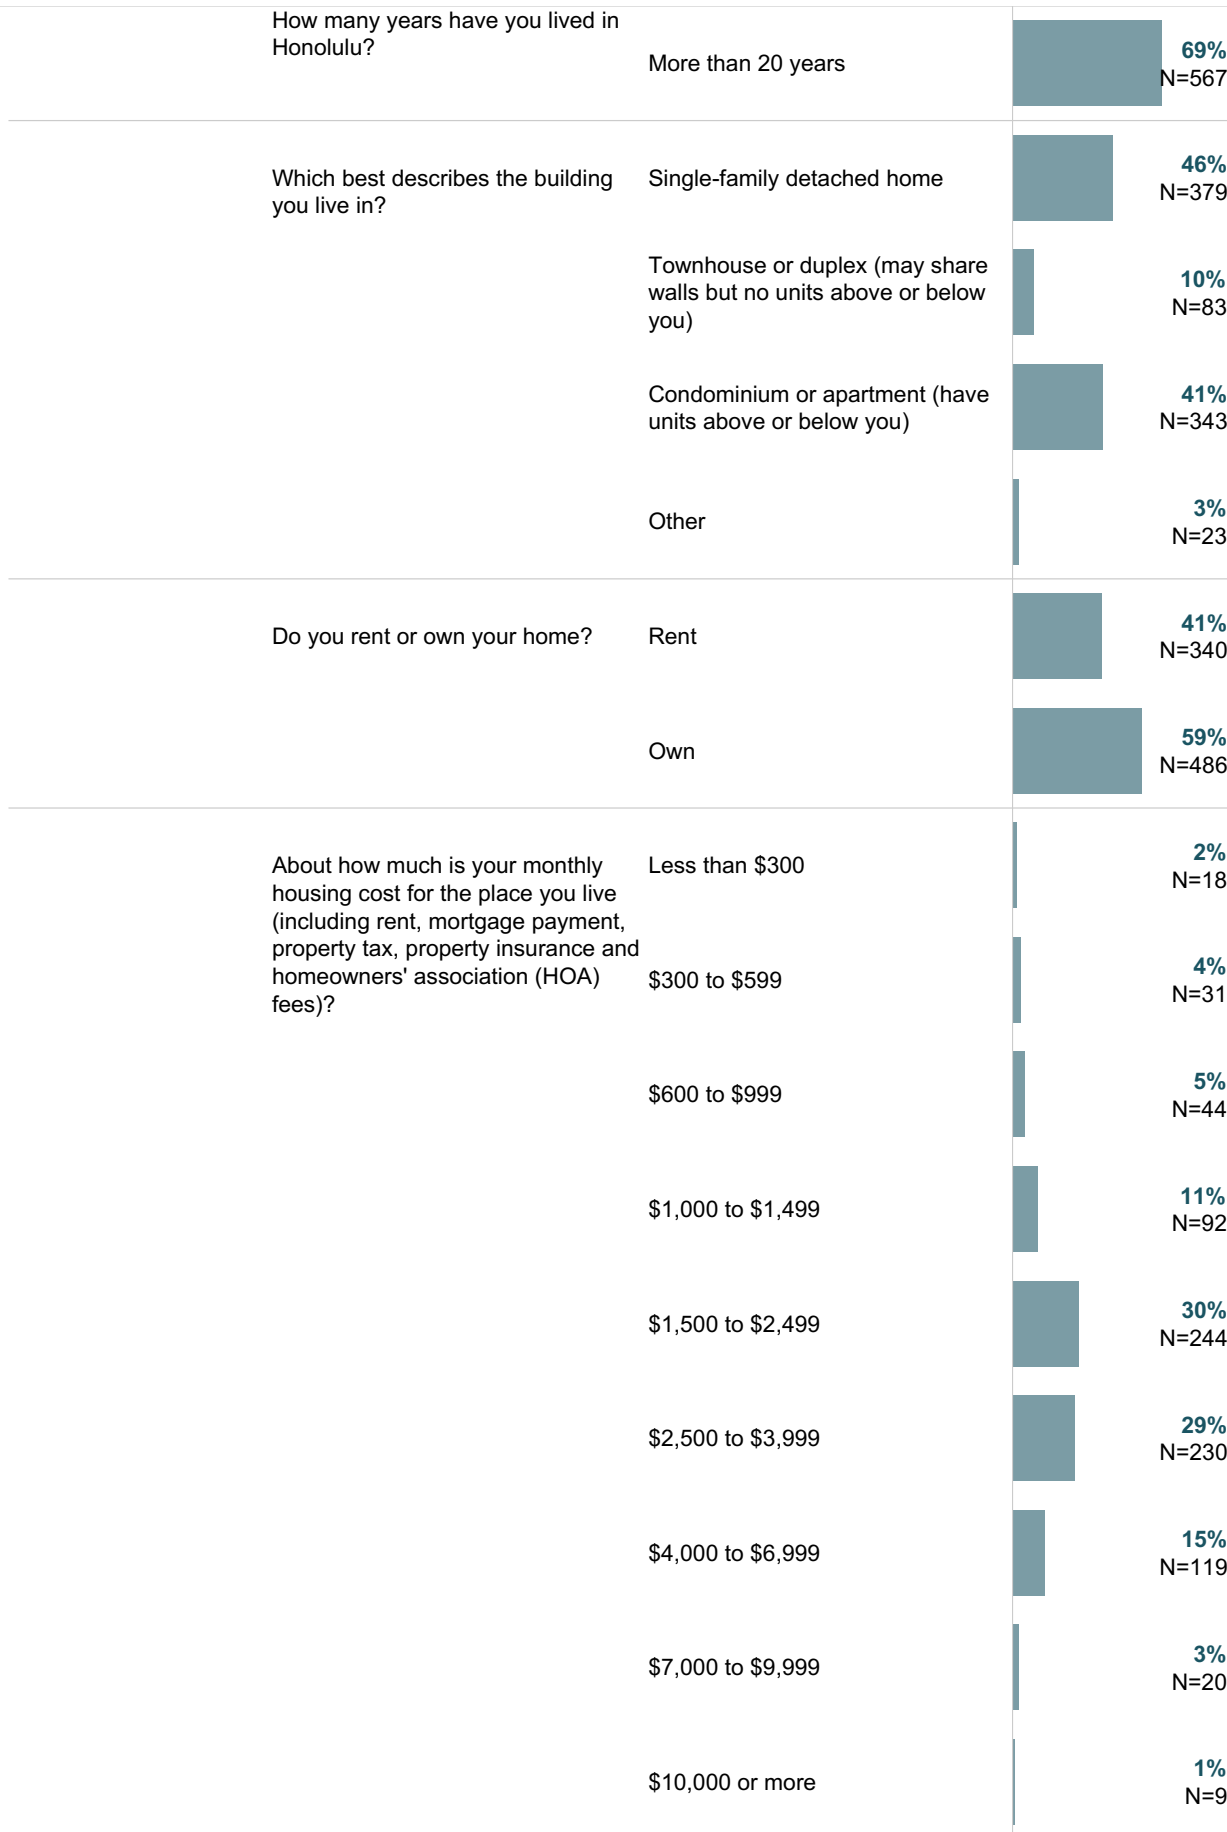 How many years have you lived in
Honolulu?
More than 20 years
69%
N=567
Which best describes the building
you live in?
Single-family detached home
46%
N=379
Townhouse or duplex (may share
walls but no units above or below
you)
10%
N=83
Condominium or apartment (have
units above or below you)
41%
N=343
Other
3%
N=23
Do you rent or own your home?
Rent
41%
N=340
Own
59%
N=486
About how much is your monthly
housing cost for the place you live
(including rent, mortgage payment,
property tax, property insurance and
homeowners' association (HOA)
fees)?
Less than $300
2%
N=18
$300 to $599
4%
N=31
$600 to $999
5%
N=44
$1,000 to $1,499
11%
N=92
$1,500 to $2,499
30%
N=244
$2,500 to $3,999
29%
N=230
$4,000 to $6,999
15%
N=119
$7,000 to $9,999
3%
N=20
$10,000 or more
1%
N=9